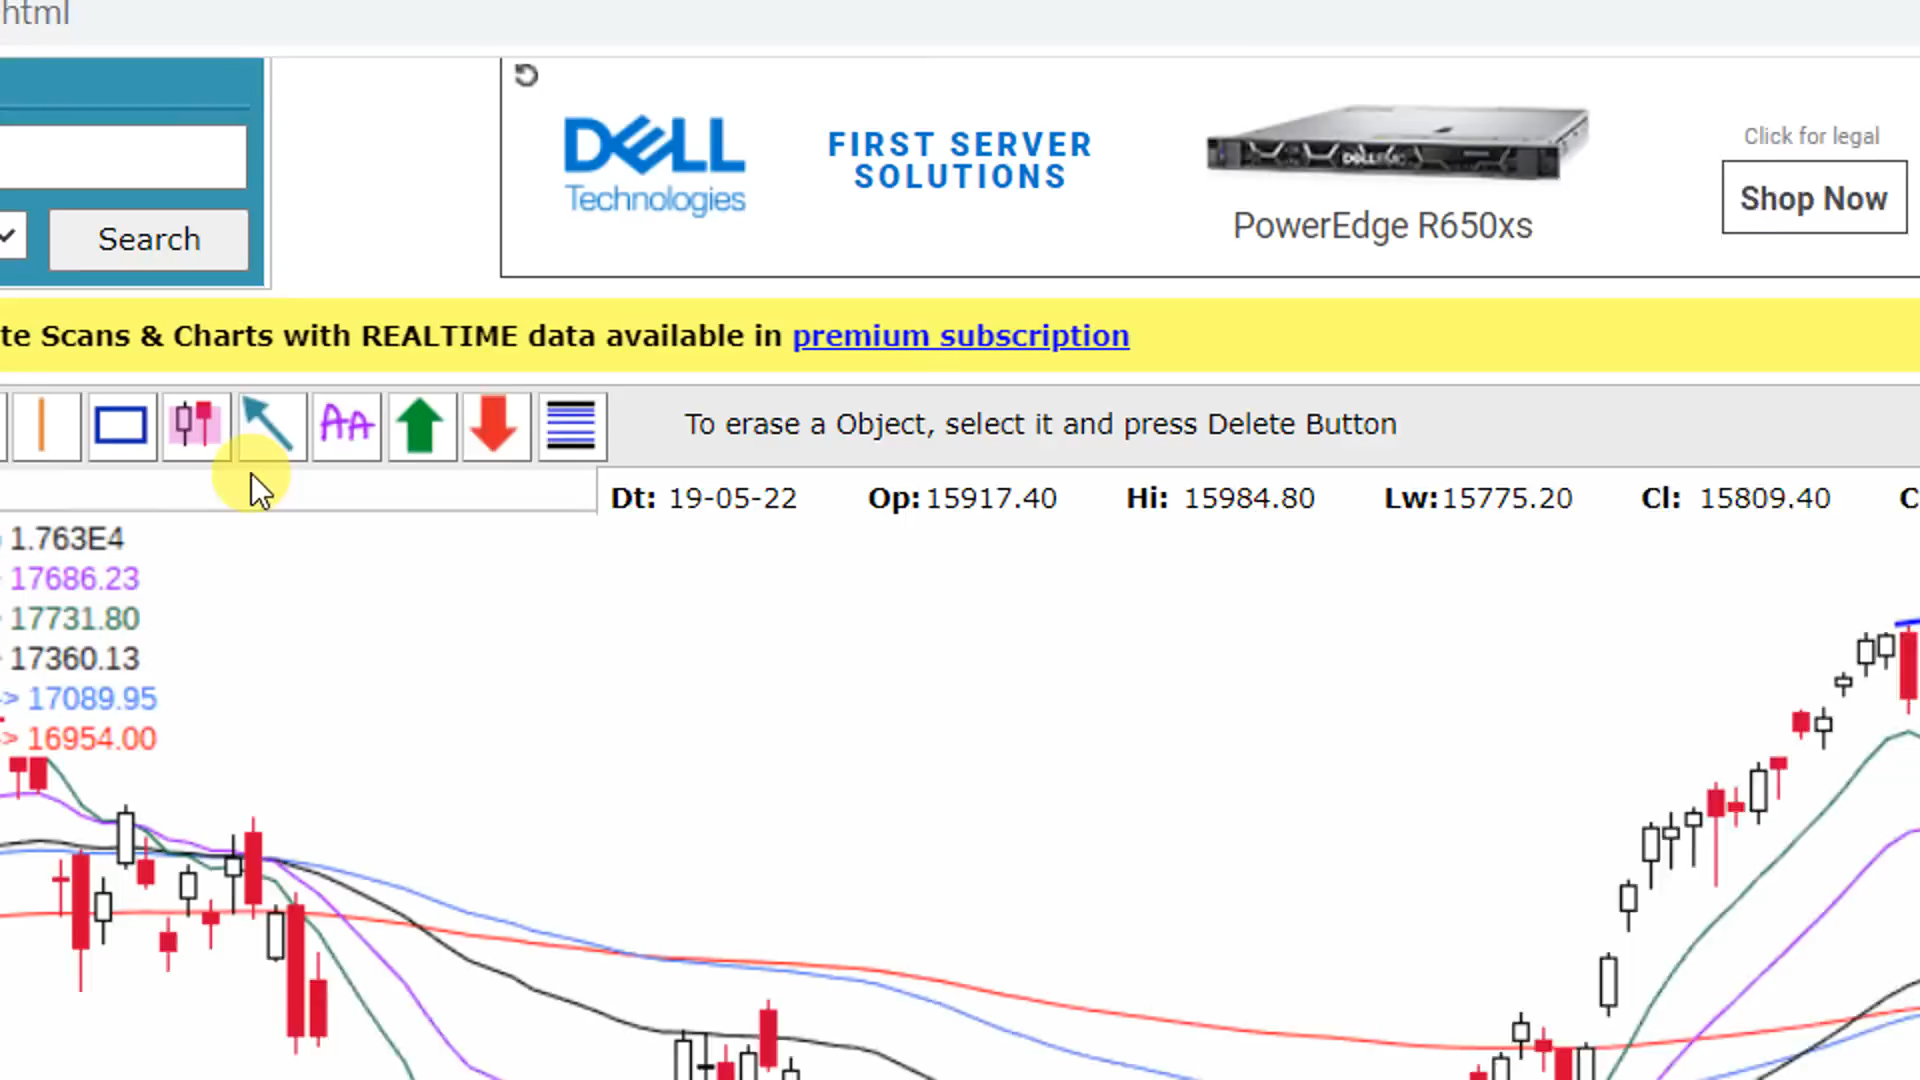 html
DELL
Technologies
FIRST SERVER
SOLUTIONS
DELLEMC
PowerEdge R650xs
Click for legal
Shop Now
Search
te Scans & Charts with REALTIME data available in premium subscription
AA
To erase a Object, select it and press Delete Button
Dt: 19-05-22 Op: 15917.40 Hi: 15984.80 Lw: 15775.20 Cl: 15809.40 C
1.763E4
17686.23
17731.80
17360.13
-> 17089.95
-> 16954.00